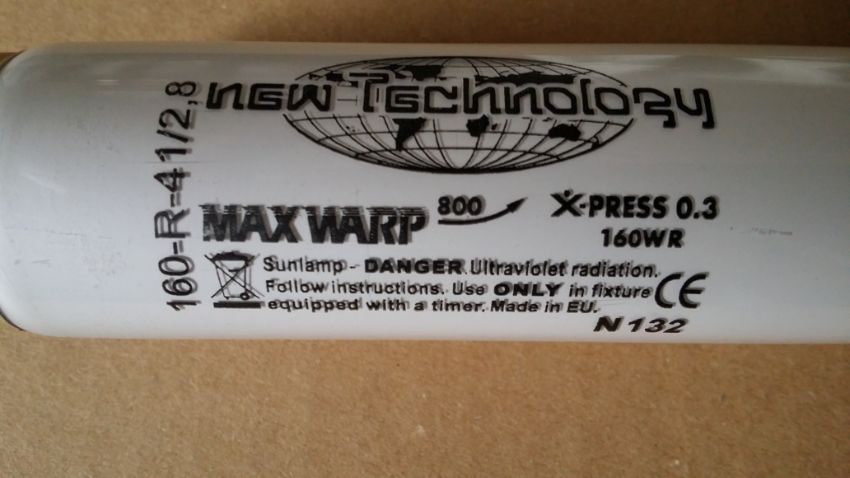 new Technology
160-R-41/2,8
MAX WARP 800
X-PRESS 0.3
160WR
Sunlamp - DANGER Ultraviolet radiation.
Follow instructions. Use ONLY in fixture
equipped with a timer. Made in EU.
CE
N 132